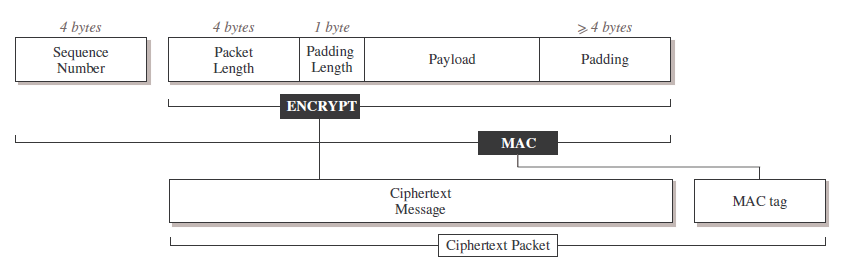 4 bytes
4 bytes
1 byte
⩾ 4 bytes
Sequence
Number
Packet
Length
Padding
Length
Payload
Padding
ENCRYPT
MAC
Ciphertext
Message
MAC tag
Ciphertext Packet